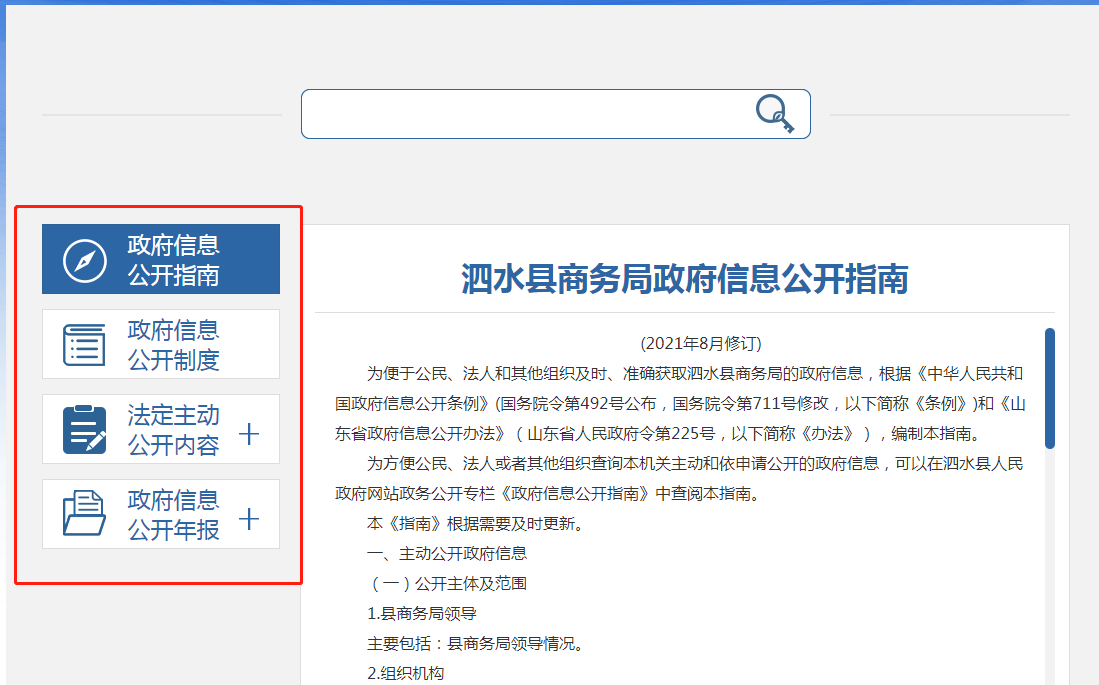 政府信息
公开指南
政府信息
公开制度
法定主动
公开内容
政府信息
公开年报
泗水县商务局政府信息公开指南
(2021年8月修订)
为便于公民、法人和其他组织及时、准确获取泗水县商务局的政府信息，根据《中华人民共和
国政府信息公开条例》(国务院令第492号公布，国务院令第711号修改，以下简称《条例》)和《山
东省政府信息公开办法》（山东省人民政府令第225号，以下简称《办法》），编制本指南。
为方便公民、法人或者其他组织查询本机关主动和依申请公开的政府信息，可以在泗水县人民
政府网站政务公开专栏《政府信息公开指南》中查阅本指南。
本《指南》根据需要及时更新。
一、主动公开政府信息
（一）公开主体及范围
1.县商务局领导
主要包括：县商务局领导情况。
2.组织机构